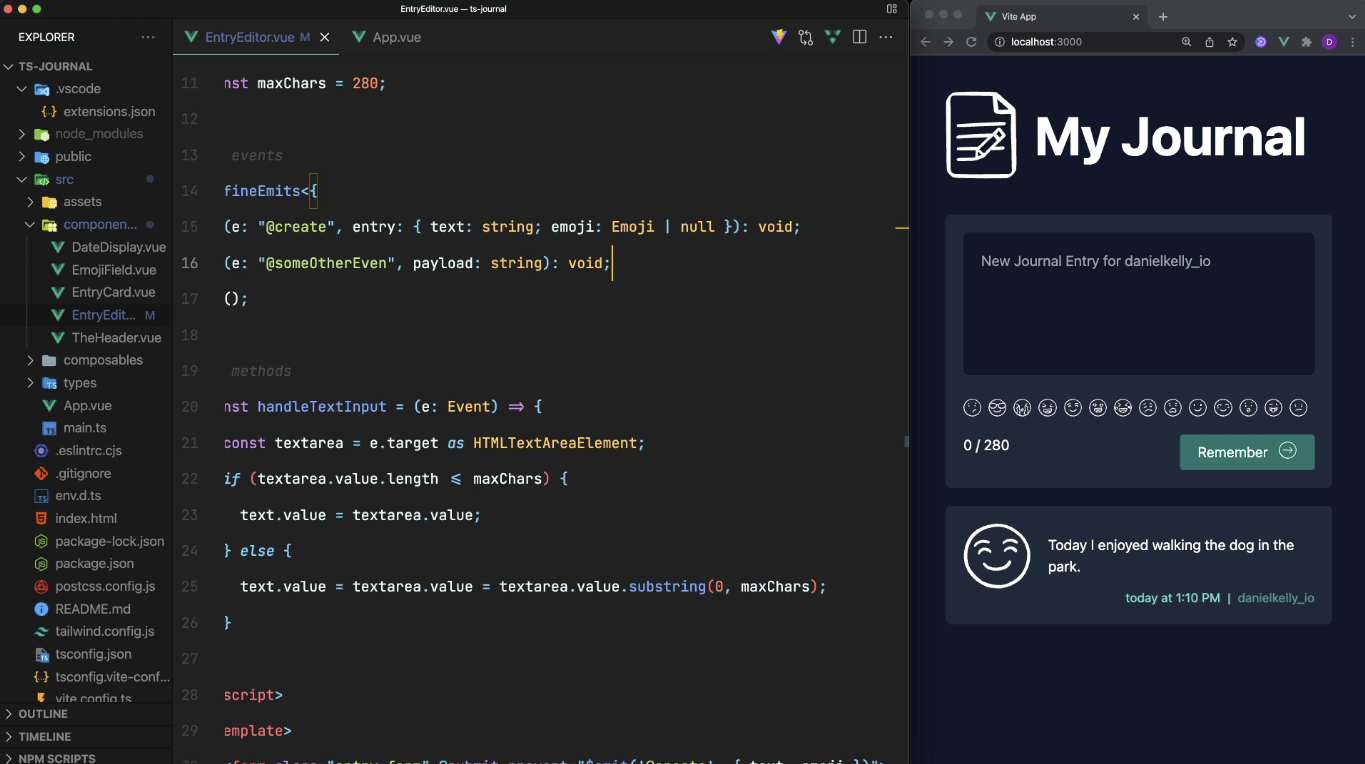 EntryEditor.vue — ts-journal
EXPLORER
TS-JOURNAL
.vscode
{..} extensions.json
node_modules
public
src
assets
componen...
DateDisplay.vue
EmojiField.vue
EntryCard.vue
EntryEdit... M
TheHeader.vue
composables
types
App.vue
main.ts
.eslintrc.cjs
.gitignore
env.d.ts
index.html
package-lock.json
package.json
postcss.config.js
README.md
tailwind.config.js
tsconfig.json
{..} tsconfig.vite-conf...
vite.config.ts
OUTLINE
TIMELINE
NPM SCRIPTS
EntryEditor.vue M
App.vue
11 nst maxChars = 280;
12
13 events
14 fineEmits<{
15 (e: "@create", entry: { text: string; emoji: Emoji | null }): void;
16 (e: "@someOtherEven", payload: string): void;
17 ();
18
19 methods
20 nst handleTextInput = (e: Event) => {
21 const textarea = e.target as HTMLTextAreaElement;
22 if (textarea.value.length <= maxChars) {
23 text.value = textarea.value;
24 } else {
25 text.value = textarea.value = textarea.value.substring(0, maxChars);
26 }
27
28 script>
29 emplate>
Vite App
localhost:3000
D
My Journal
New Journal Entry for danielkelly_io
0 / 280
Remember
Today I enjoyed walking the dog in the
park.
today at 1:10 PM | danielkelly_io